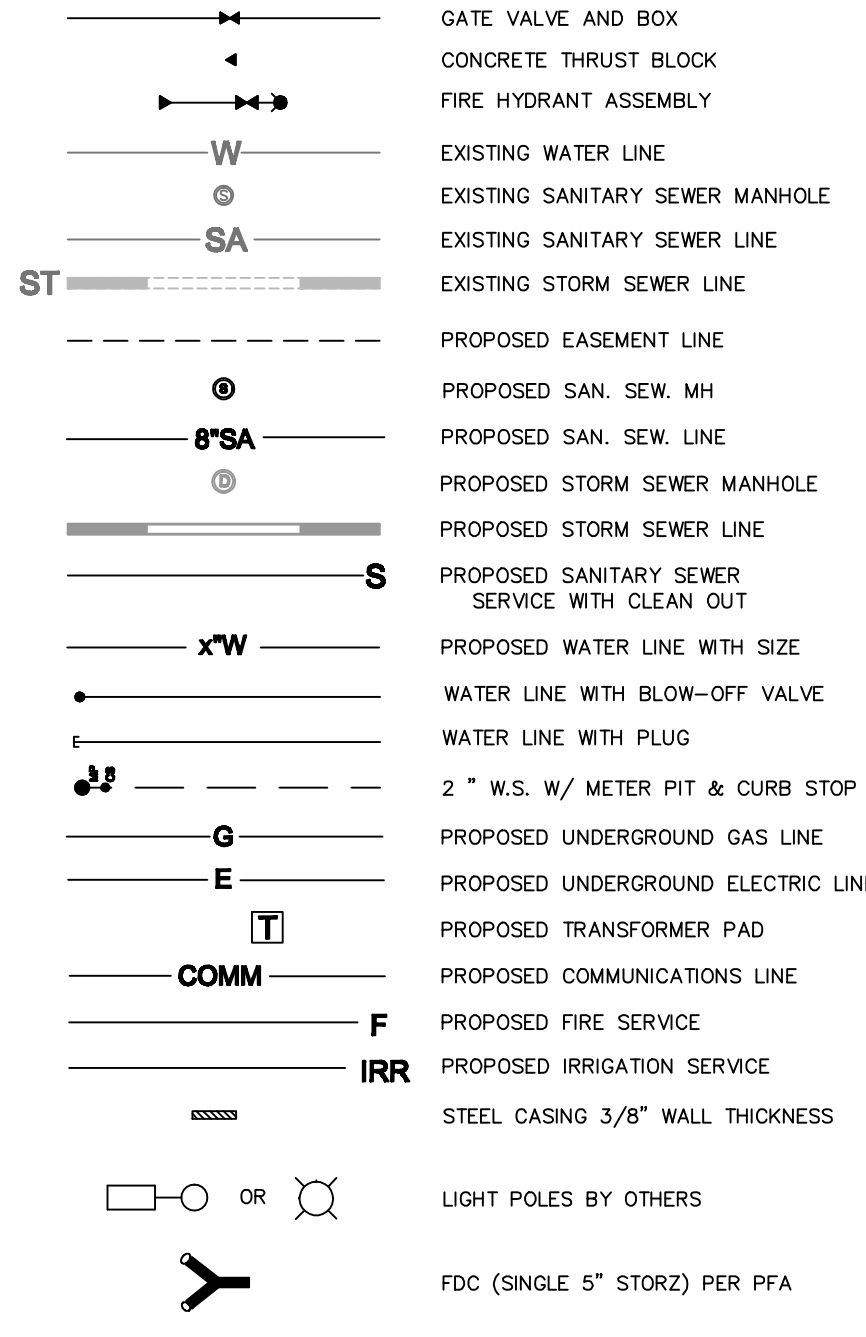 GATE VALVE AND BOX
CONCRETE THRUST BLOCK
FIRE HYDRANT ASSEMBLY
W EXISTING WATER LINE
S EXISTING SANITARY SEWER MANHOLE
SA EXISTING SANITARY SEWER LINE
ST EXISTING STORM SEWER LINE
PROPOSED EASEMENT LINE
S PROPOSED SAN. SEW. MH
8"SA PROPOSED SAN. SEW. LINE
D PROPOSED STORM SEWER MANHOLE
PROPOSED STORM SEWER LINE
S PROPOSED SANITARY SEWER
SERVICE WITH CLEAN OUT
x"W PROPOSED WATER LINE WITH SIZE
WATER LINE WITH BLOW-OFF VALVE
WATER LINE WITH PLUG
MP CS 2 " W.S. W/ METER PIT & CURB STOP
G PROPOSED UNDERGROUND GAS LINE
E PROPOSED UNDERGROUND ELECTRIC LIN
T PROPOSED TRANSFORMER PAD
COMM PROPOSED COMMUNICATIONS LINE
F PROPOSED FIRE SERVICE
IRR PROPOSED IRRIGATION SERVICE
STEEL CASING 3/8" WALL THICKNESS
OR LIGHT POLES BY OTHERS
FDC (SINGLE 5" STORZ) PER PFA